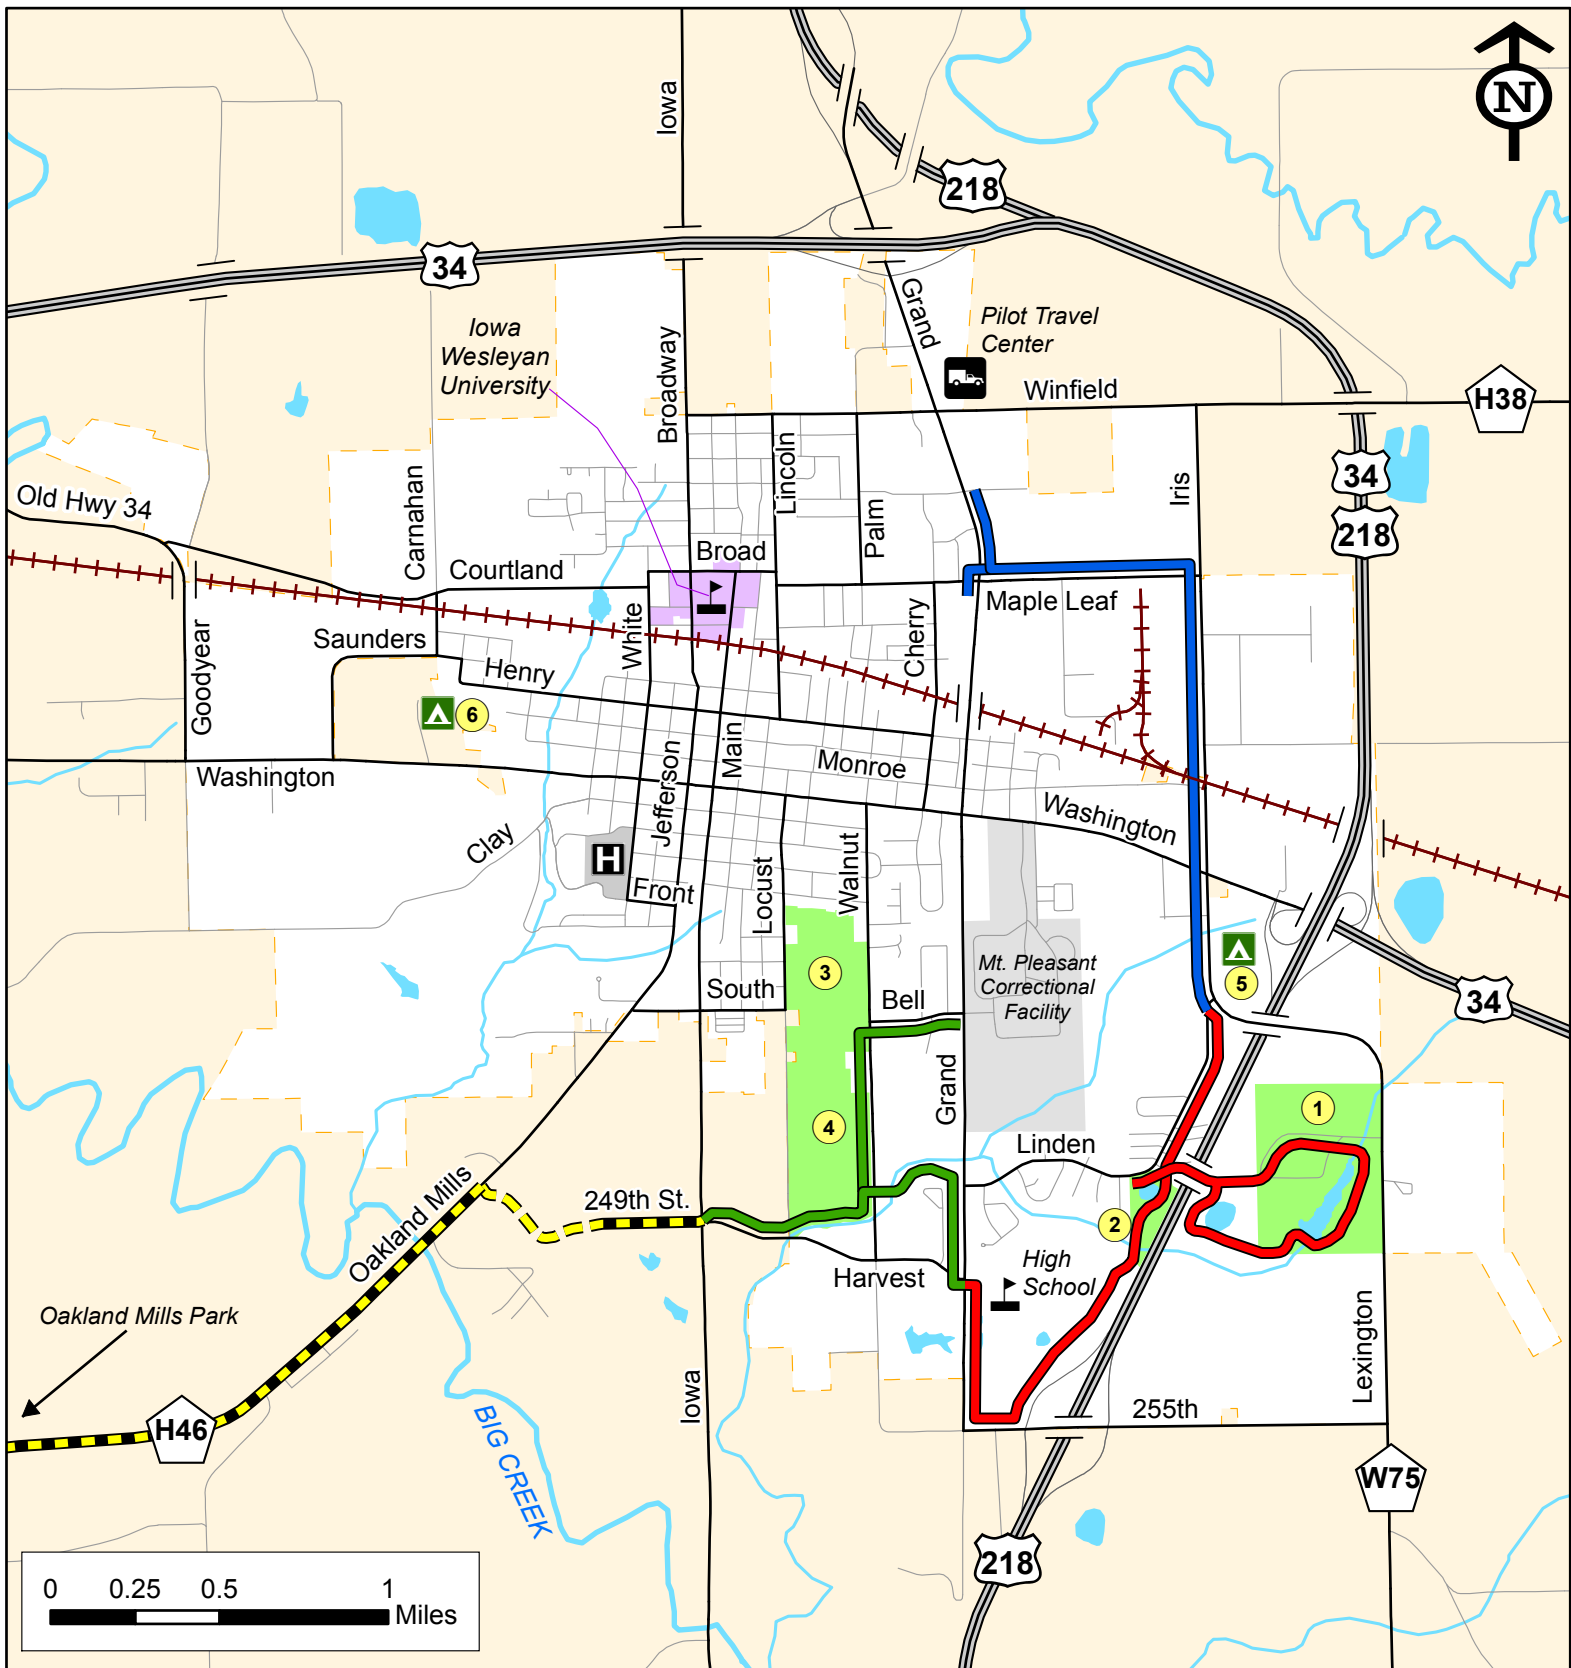 Iowa
N
218
34
Grand
Pilot Travel
Center
Iowa
Wesleyan
University
Broadway
Winfield
H38
Lincoln
Palm
Iris
34
218
Old Hwy 34
Carnahan
Courtland
Broad
Maple Leaf
Cherry
White
Saunders
Goodyear
Henry
6
Main
Monroe
Washington
Washington
Jefferson
Clay
H
Front
Locust
Walnut
3
Mt. Pleasant
Correctional
Facility
5
South
Bell
34
Grand
1
4
Linden
249th St.
2
Oakland Mills
Harvest
High
School
Oakland Mills Park
Lexington
Iowa
255th
H46
BIG CREEK
W75
218
0 0.25 0.5 1
Miles